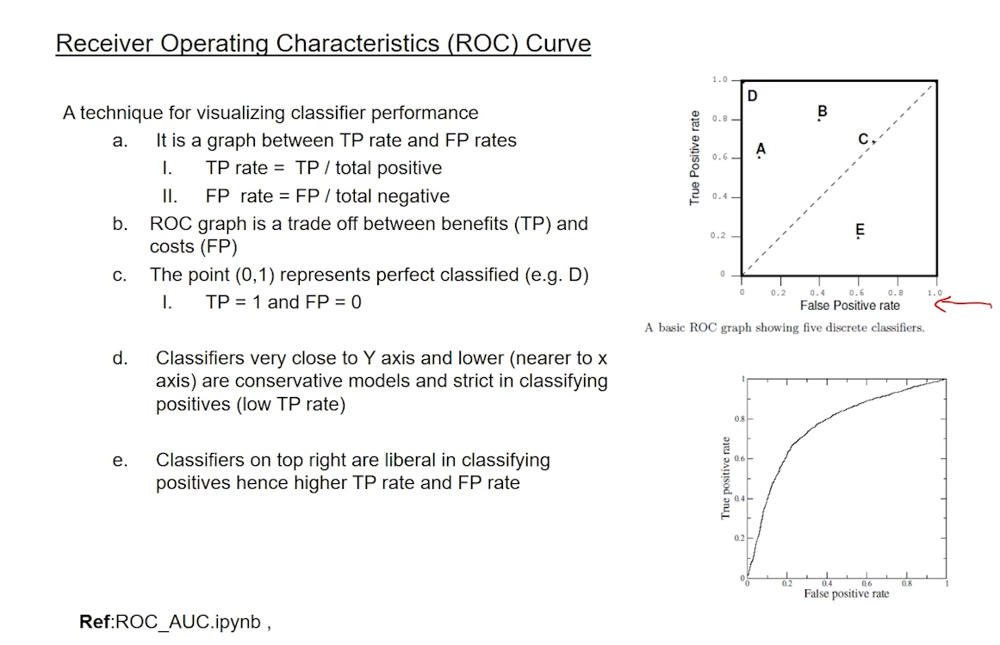 Receiver Operating Characteristics (ROC) Curve
A technique for visualizing classifier performance
a. It is a graph between TP rate and FP rates
I. TP rate = TP / total positive
II. FP rate = FP / total negative
b. ROC graph is a trade off between benefits (TP) and
costs (FP)
c. The point (0,1) represents perfect classified (e.g. D)
I. TP = 1 and FP = 0
d. Classifiers very close to Y axis and lower (nearer to x
axis) are conservative models and strict in classifying
positives (low TP rate)
e. Classifiers on top right are liberal in classifying
positives hence higher TP rate and FP rate
Ref:ROC_AUC.ipynb ,
True Positive rate
1.0
0.8
0.6
0.4
0.2
0
D
B
C
A
E
0 0.2 0.4 0.6 0.8 1.0
False Positive rate
A basic ROC graph showing five discrete classifiers.
True positive rate
1
0.8
0.6
0.4
0.2
0
0 0.2 0.4 0.6 0.8 1
False positive rate